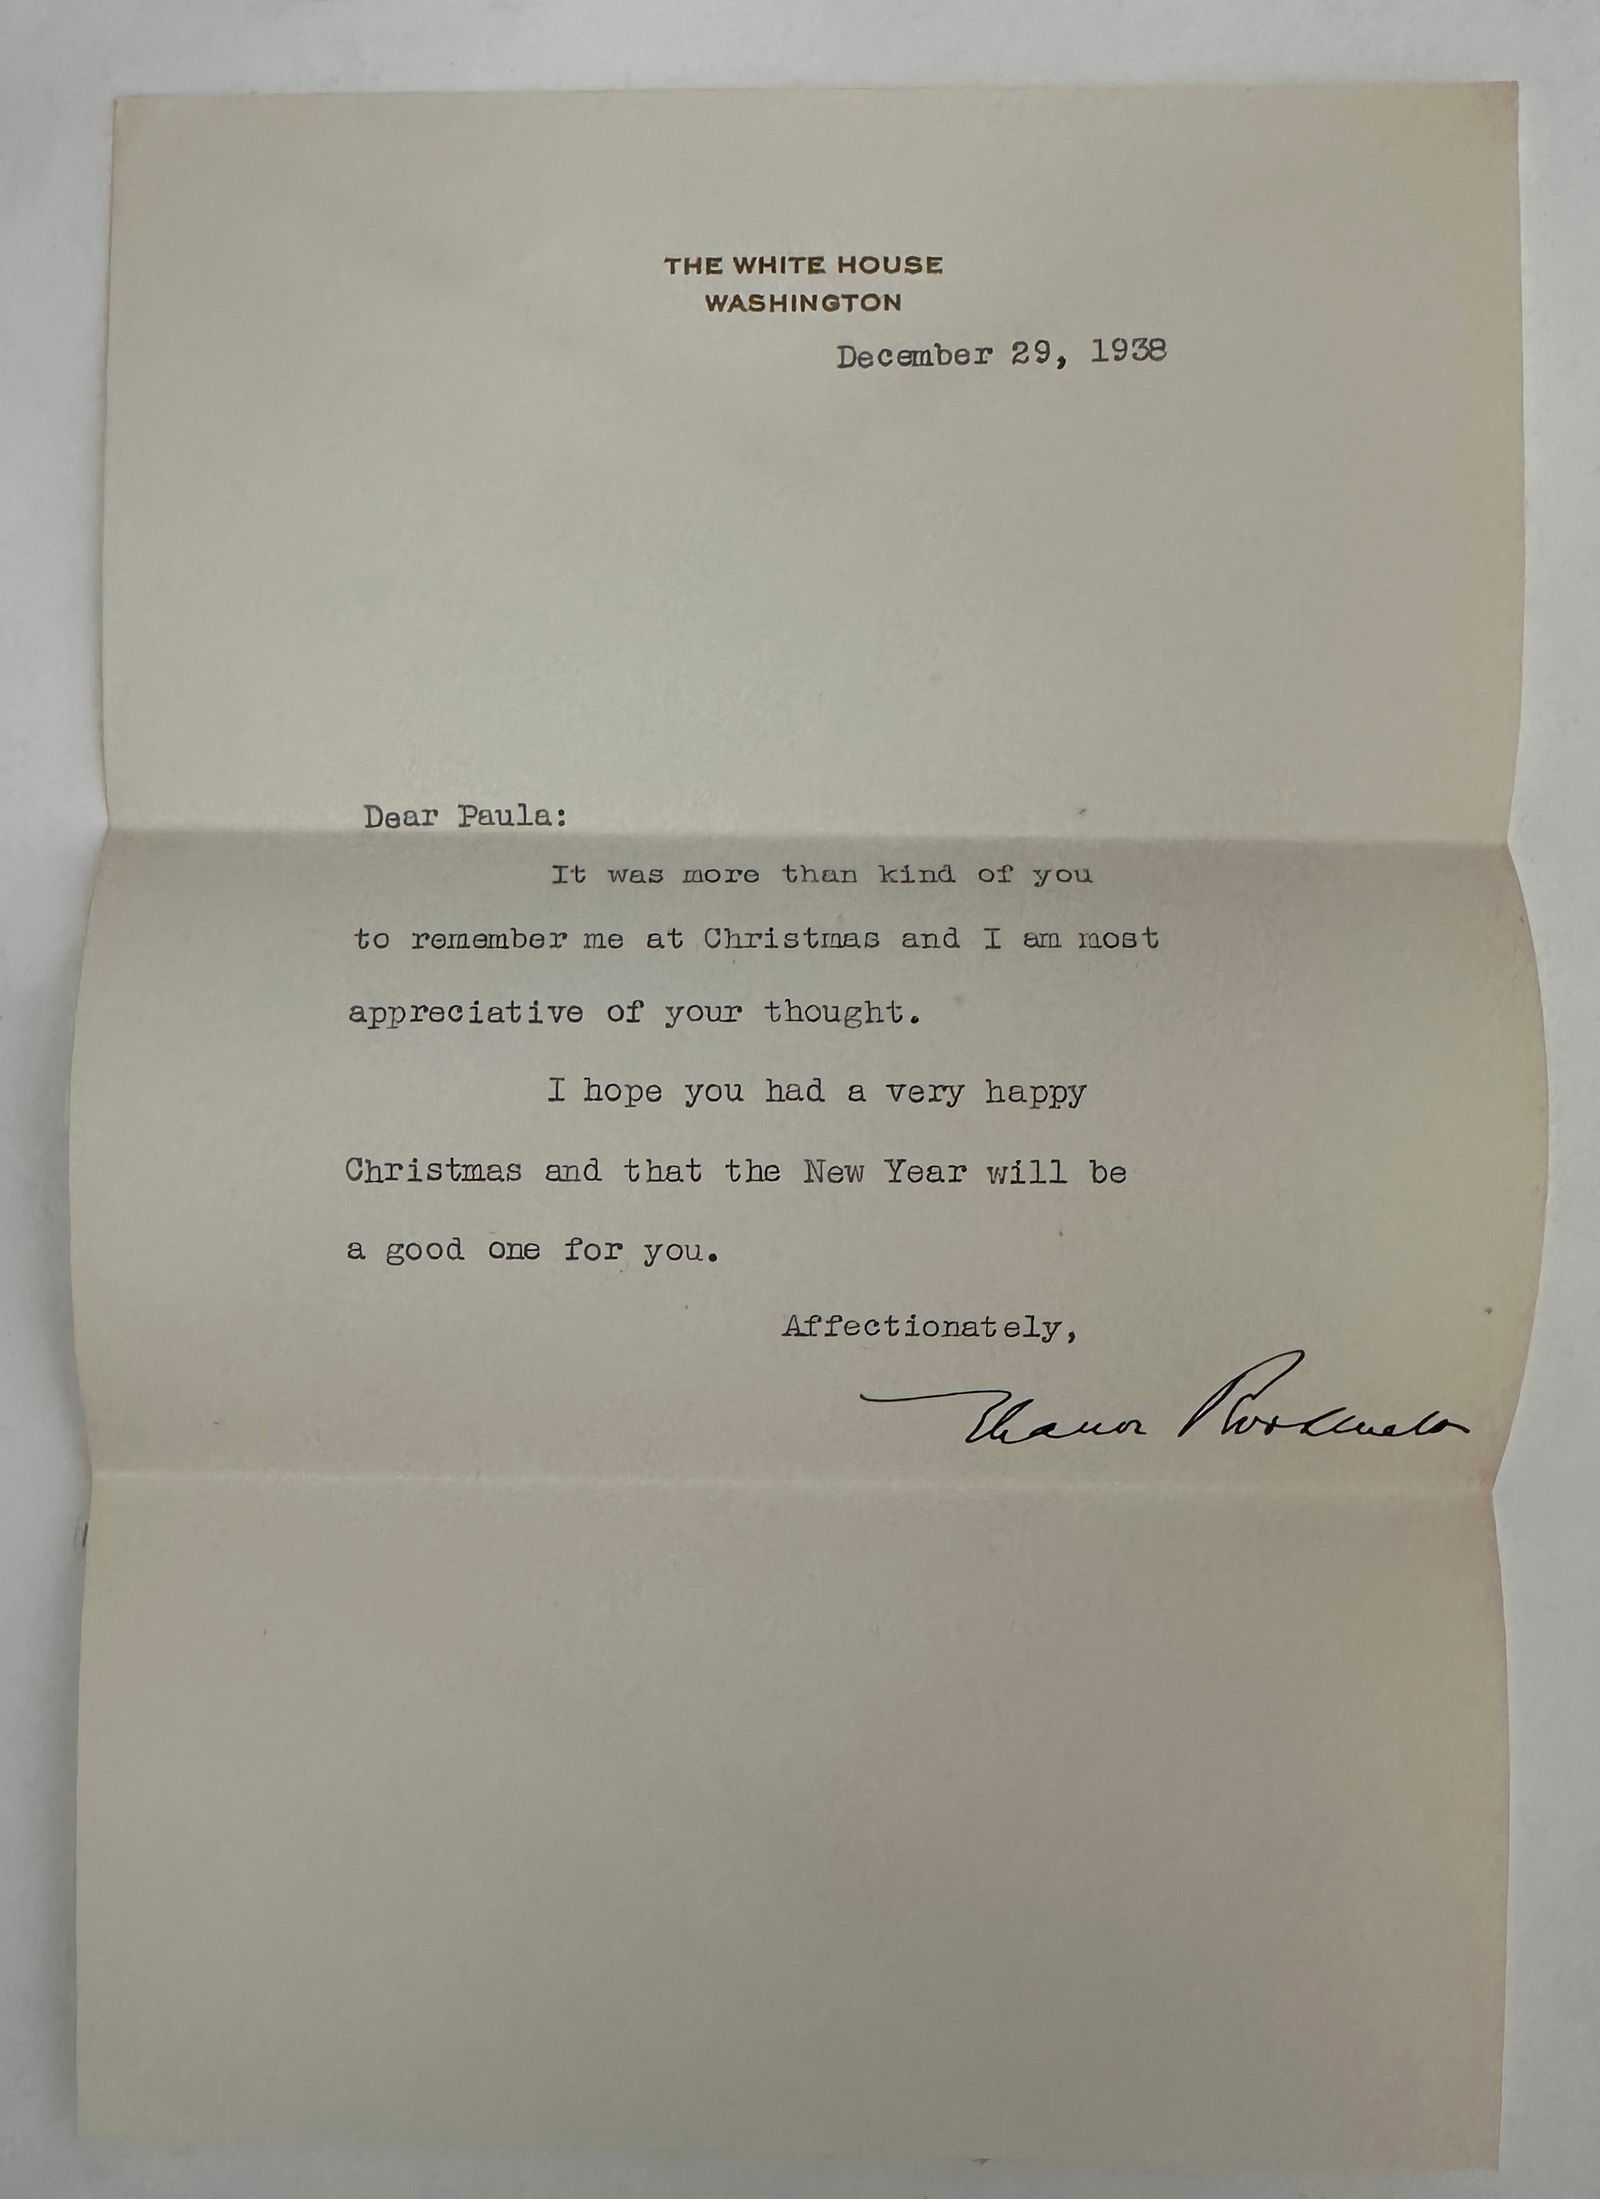 THE WHITE HOUSE
WASHINGTON
December 29, 1938
Dear Paula:
It was more than kind of you
to remember me at Christmas and I am most
appreciative of your thought.
I hope you had a very happy
Christmas and that the New Year will be
a good one for you.
Affectionately,
Eleanor Roosevelt